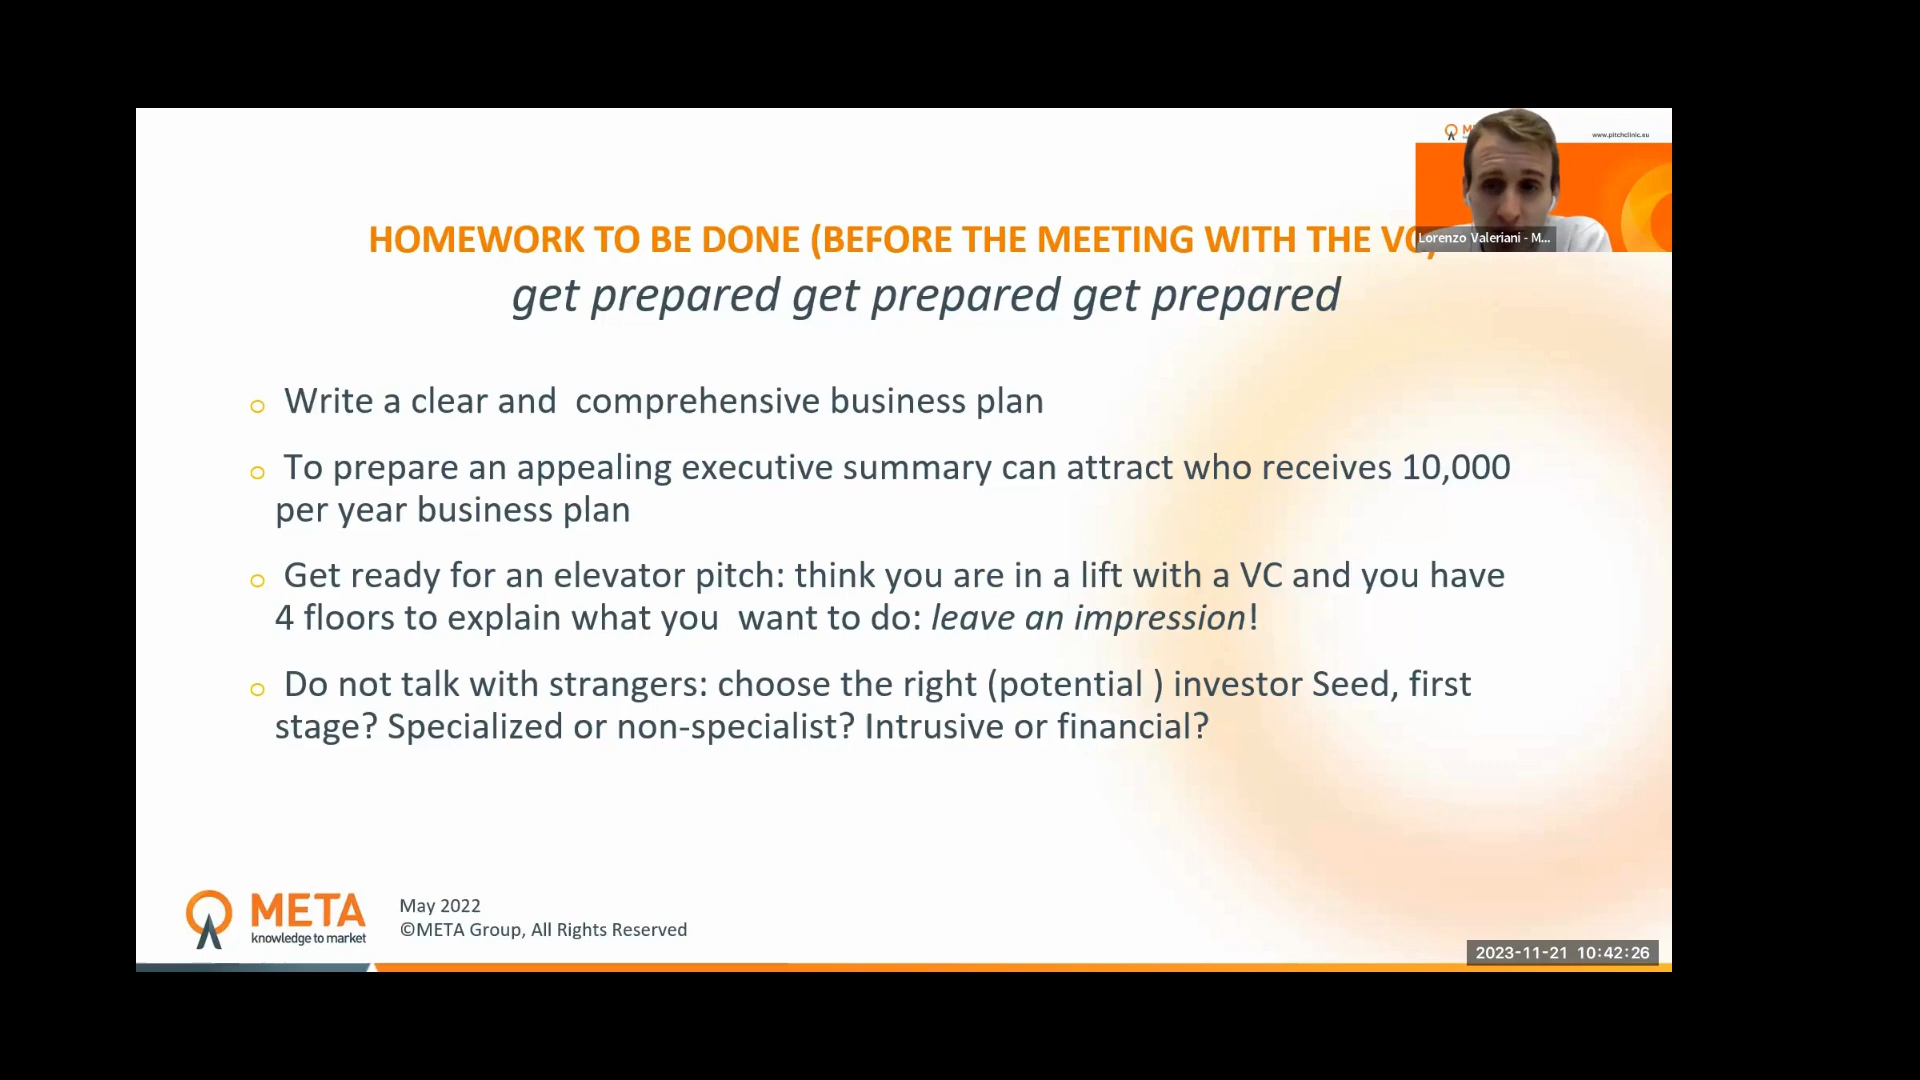 www.pitchclinic.eu
Lorenzo Valeriani - M...
HOMEWORK TO BE DONE (BEFORE THE MEETING WITH THE
get prepared get prepared get prepared
Write a clear and  comprehensive business plan
To prepare an appealing executive summary can attract who receives 10,000
per year business plan
Get ready for an elevator pitch: think you are in a lift with a VC and you have
4 floors to explain what you  want to do: leave an impression!
Do not talk with strangers: choose the right (potential ) investor Seed, first
stage? Specialized or non-specialist? Intrusive or financial?
META
knowledge to market
May 2022
©META Group, All Rights Reserved
2023-11-21 10:42:26